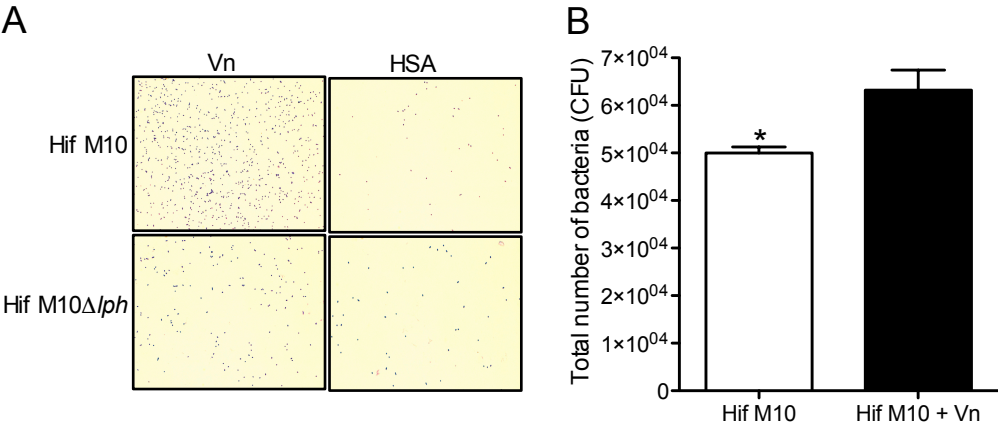 A
Vn HSA
Hif M10
Hif M10Δlph
B
Total number of bacteria (CFU)
7×10⁰⁴
6×10⁰⁴
5×10⁰⁴
4×10⁰⁴
3×10⁰⁴
2×10⁰⁴
1×10⁰⁴
0
*
Hif M10 Hif M10 + Vn